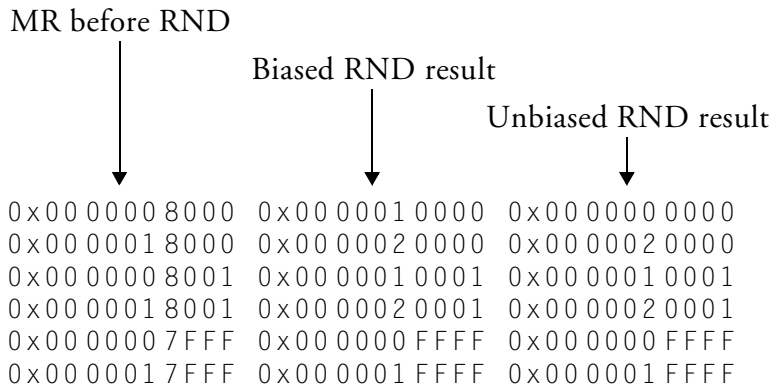 MR before RND
Biased RND result
Unbiased RND result
0x00 0000 8000 0x00 0001 0000 0x00 0000 0000
0x00 0001 8000 0x00 0002 0000 0x00 0002 0000
0x00 0000 8001 0x00 0001 0001 0x00 0001 0001
0x00 0001 8001 0x00 0002 0001 0x00 0002 0001
0x00 0000 7FFF 0x00 0000 FFFF 0x00 0000 FFFF
0x00 0001 7FFF 0x00 0001 FFFF 0x00 0001 FFFF